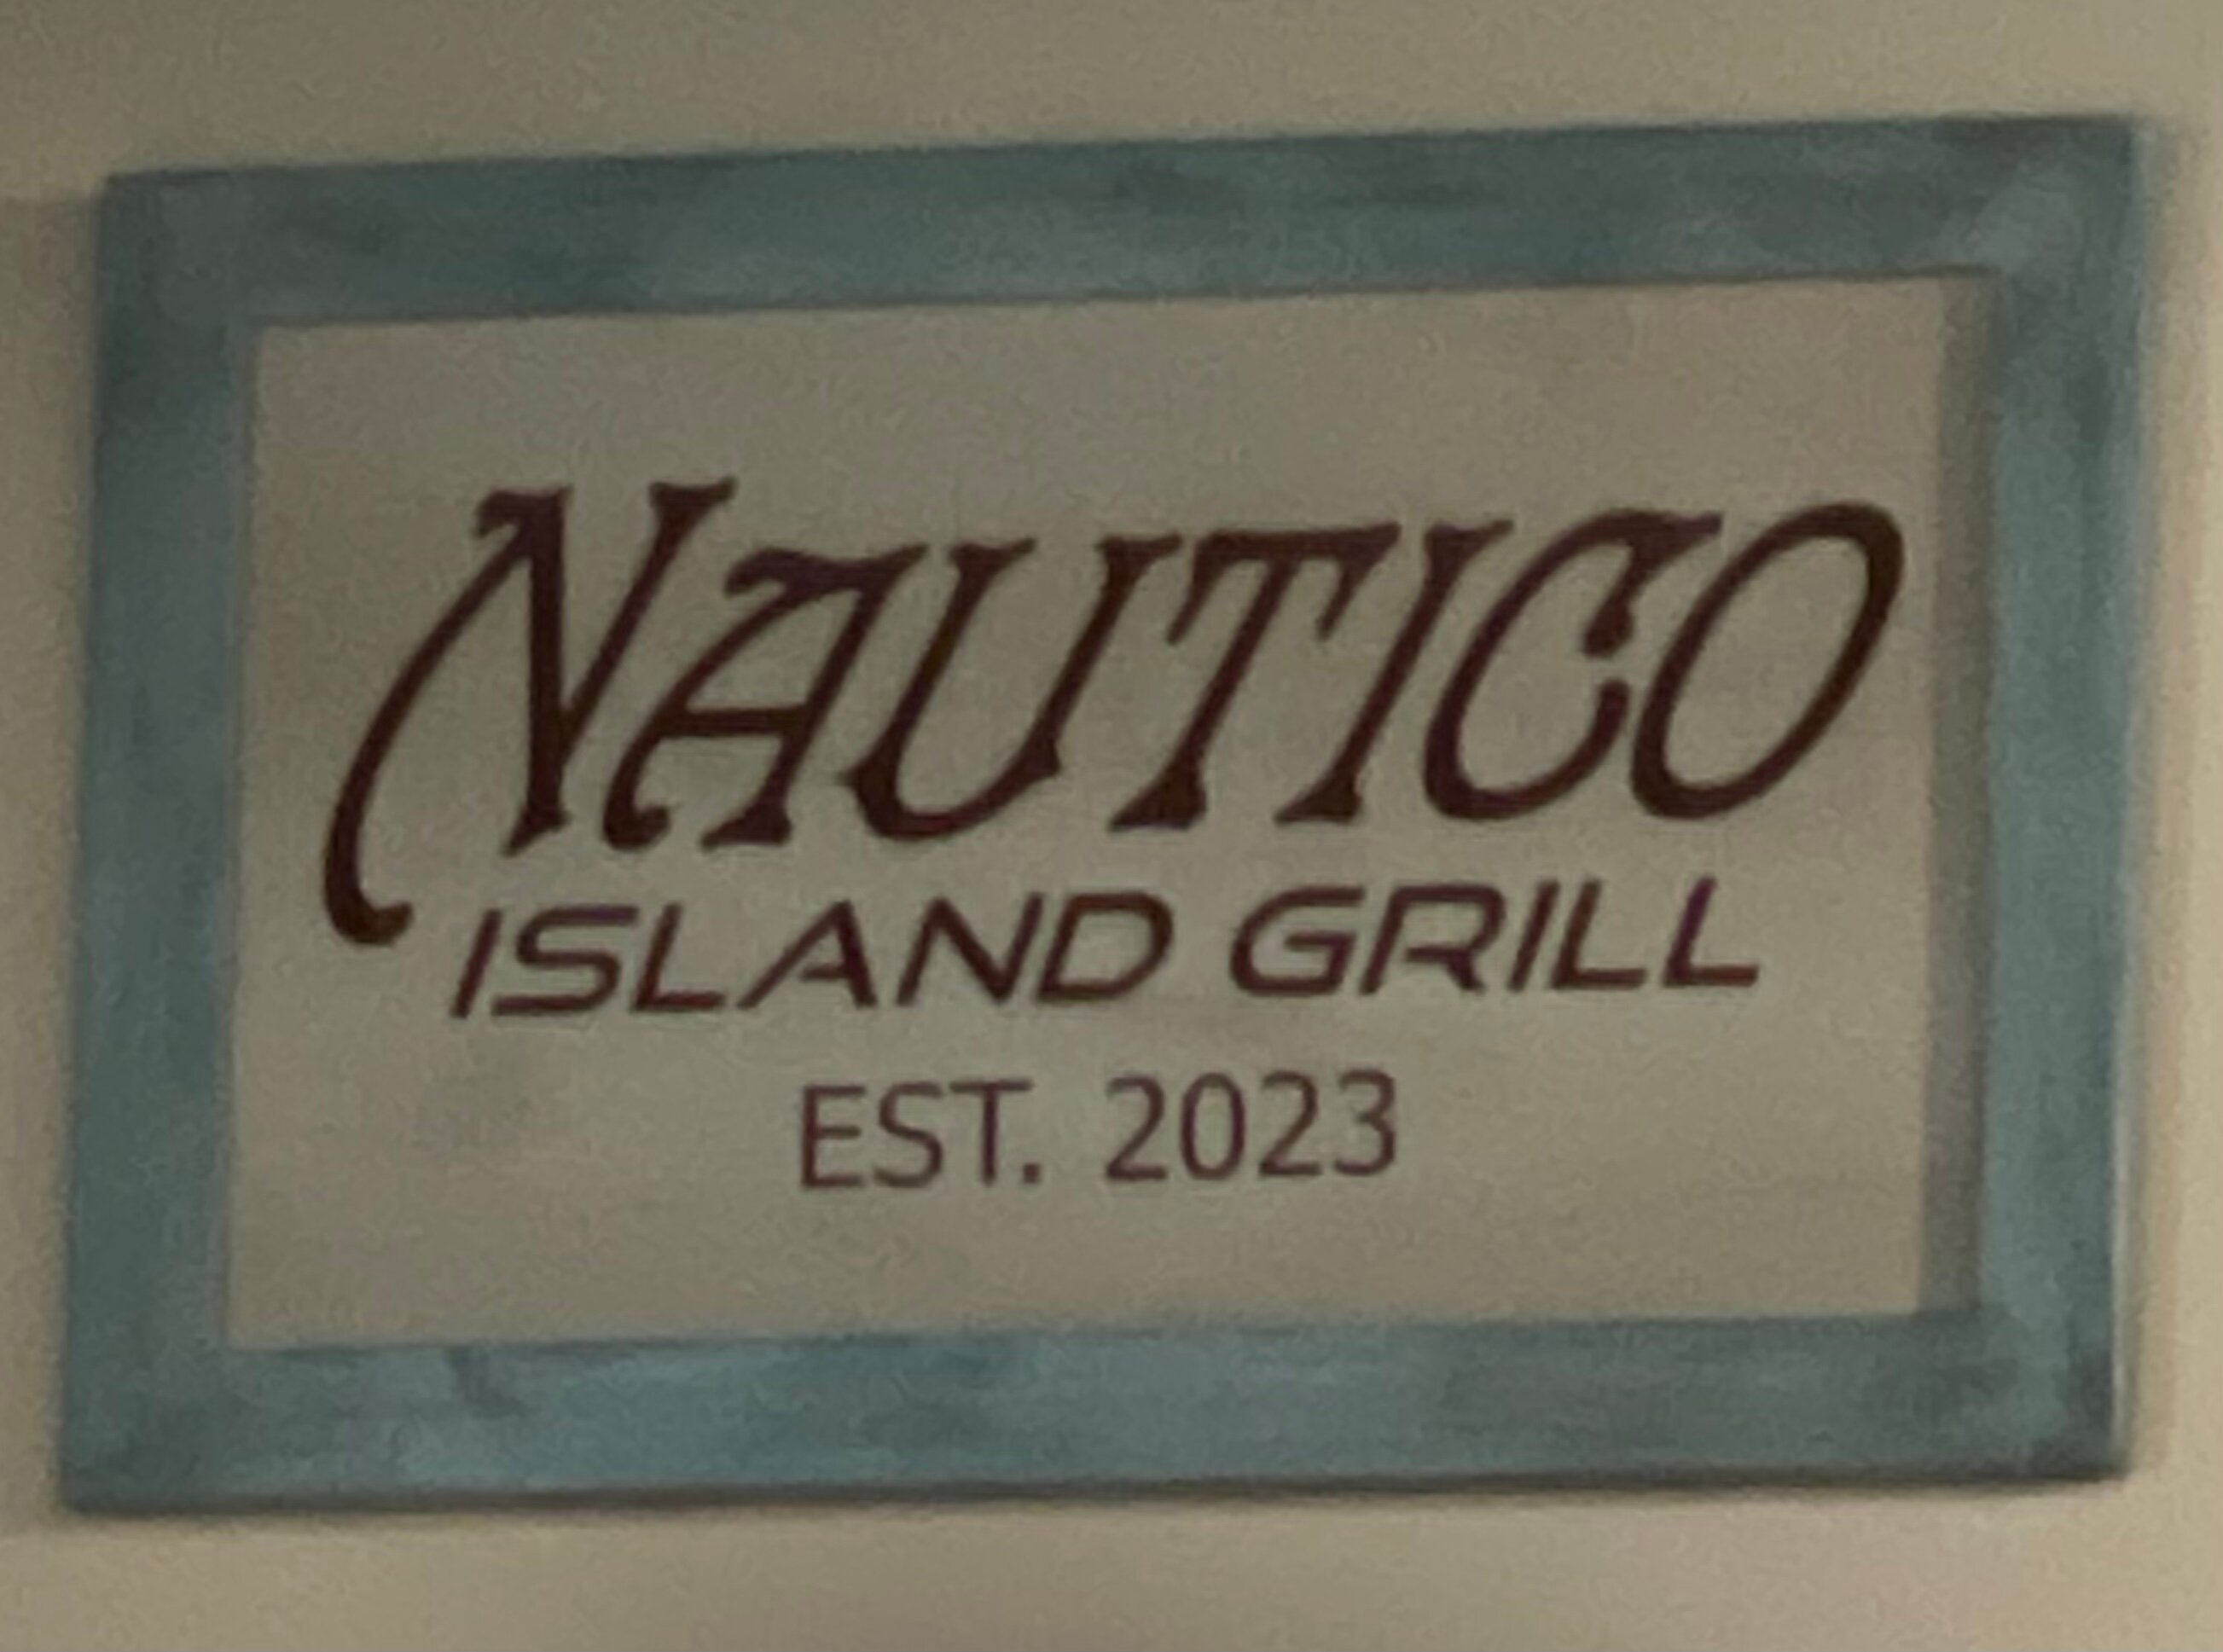 NAUTICO
ISLAND GRILL
EST. 2023